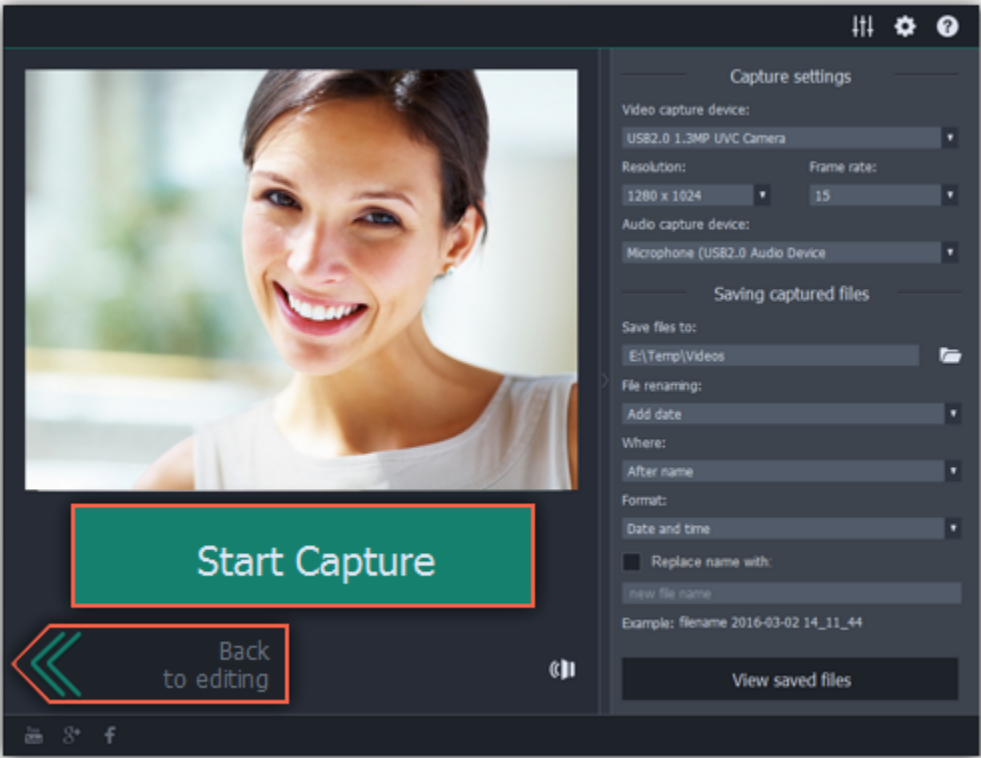 Capture settings
Video capture device:
USB2.0 1.3MP UVC Camera
Resolution: Frame rate:
1280 x 1024 15
Audio capture device:
Microphone (USB2.0 Audio Device
Saving captured files
Save files to:
E:\Temp\Videos
File renaming:
Add date
Where:
After name
Format:
Date and time
Replace name with:
new file name
Example: filename 2016-03-02 14_11_44
View saved files
Start Capture
Back
to editing